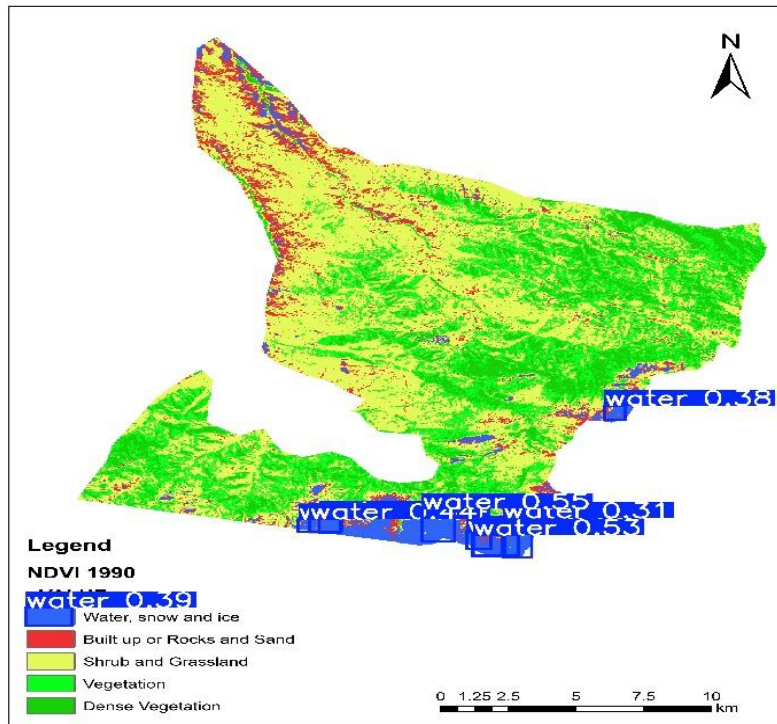 N
water 0.38
water 0.55
water 0.44
water 0.31
water 0.53
Legend
NDVI 1990
water 0.39
Water, snow and ice
Built up or Rocks and Sand
Shrub and Grassland
Vegetation
Dense Vegetation
0 1.25 2.5 5 7.5 10
km